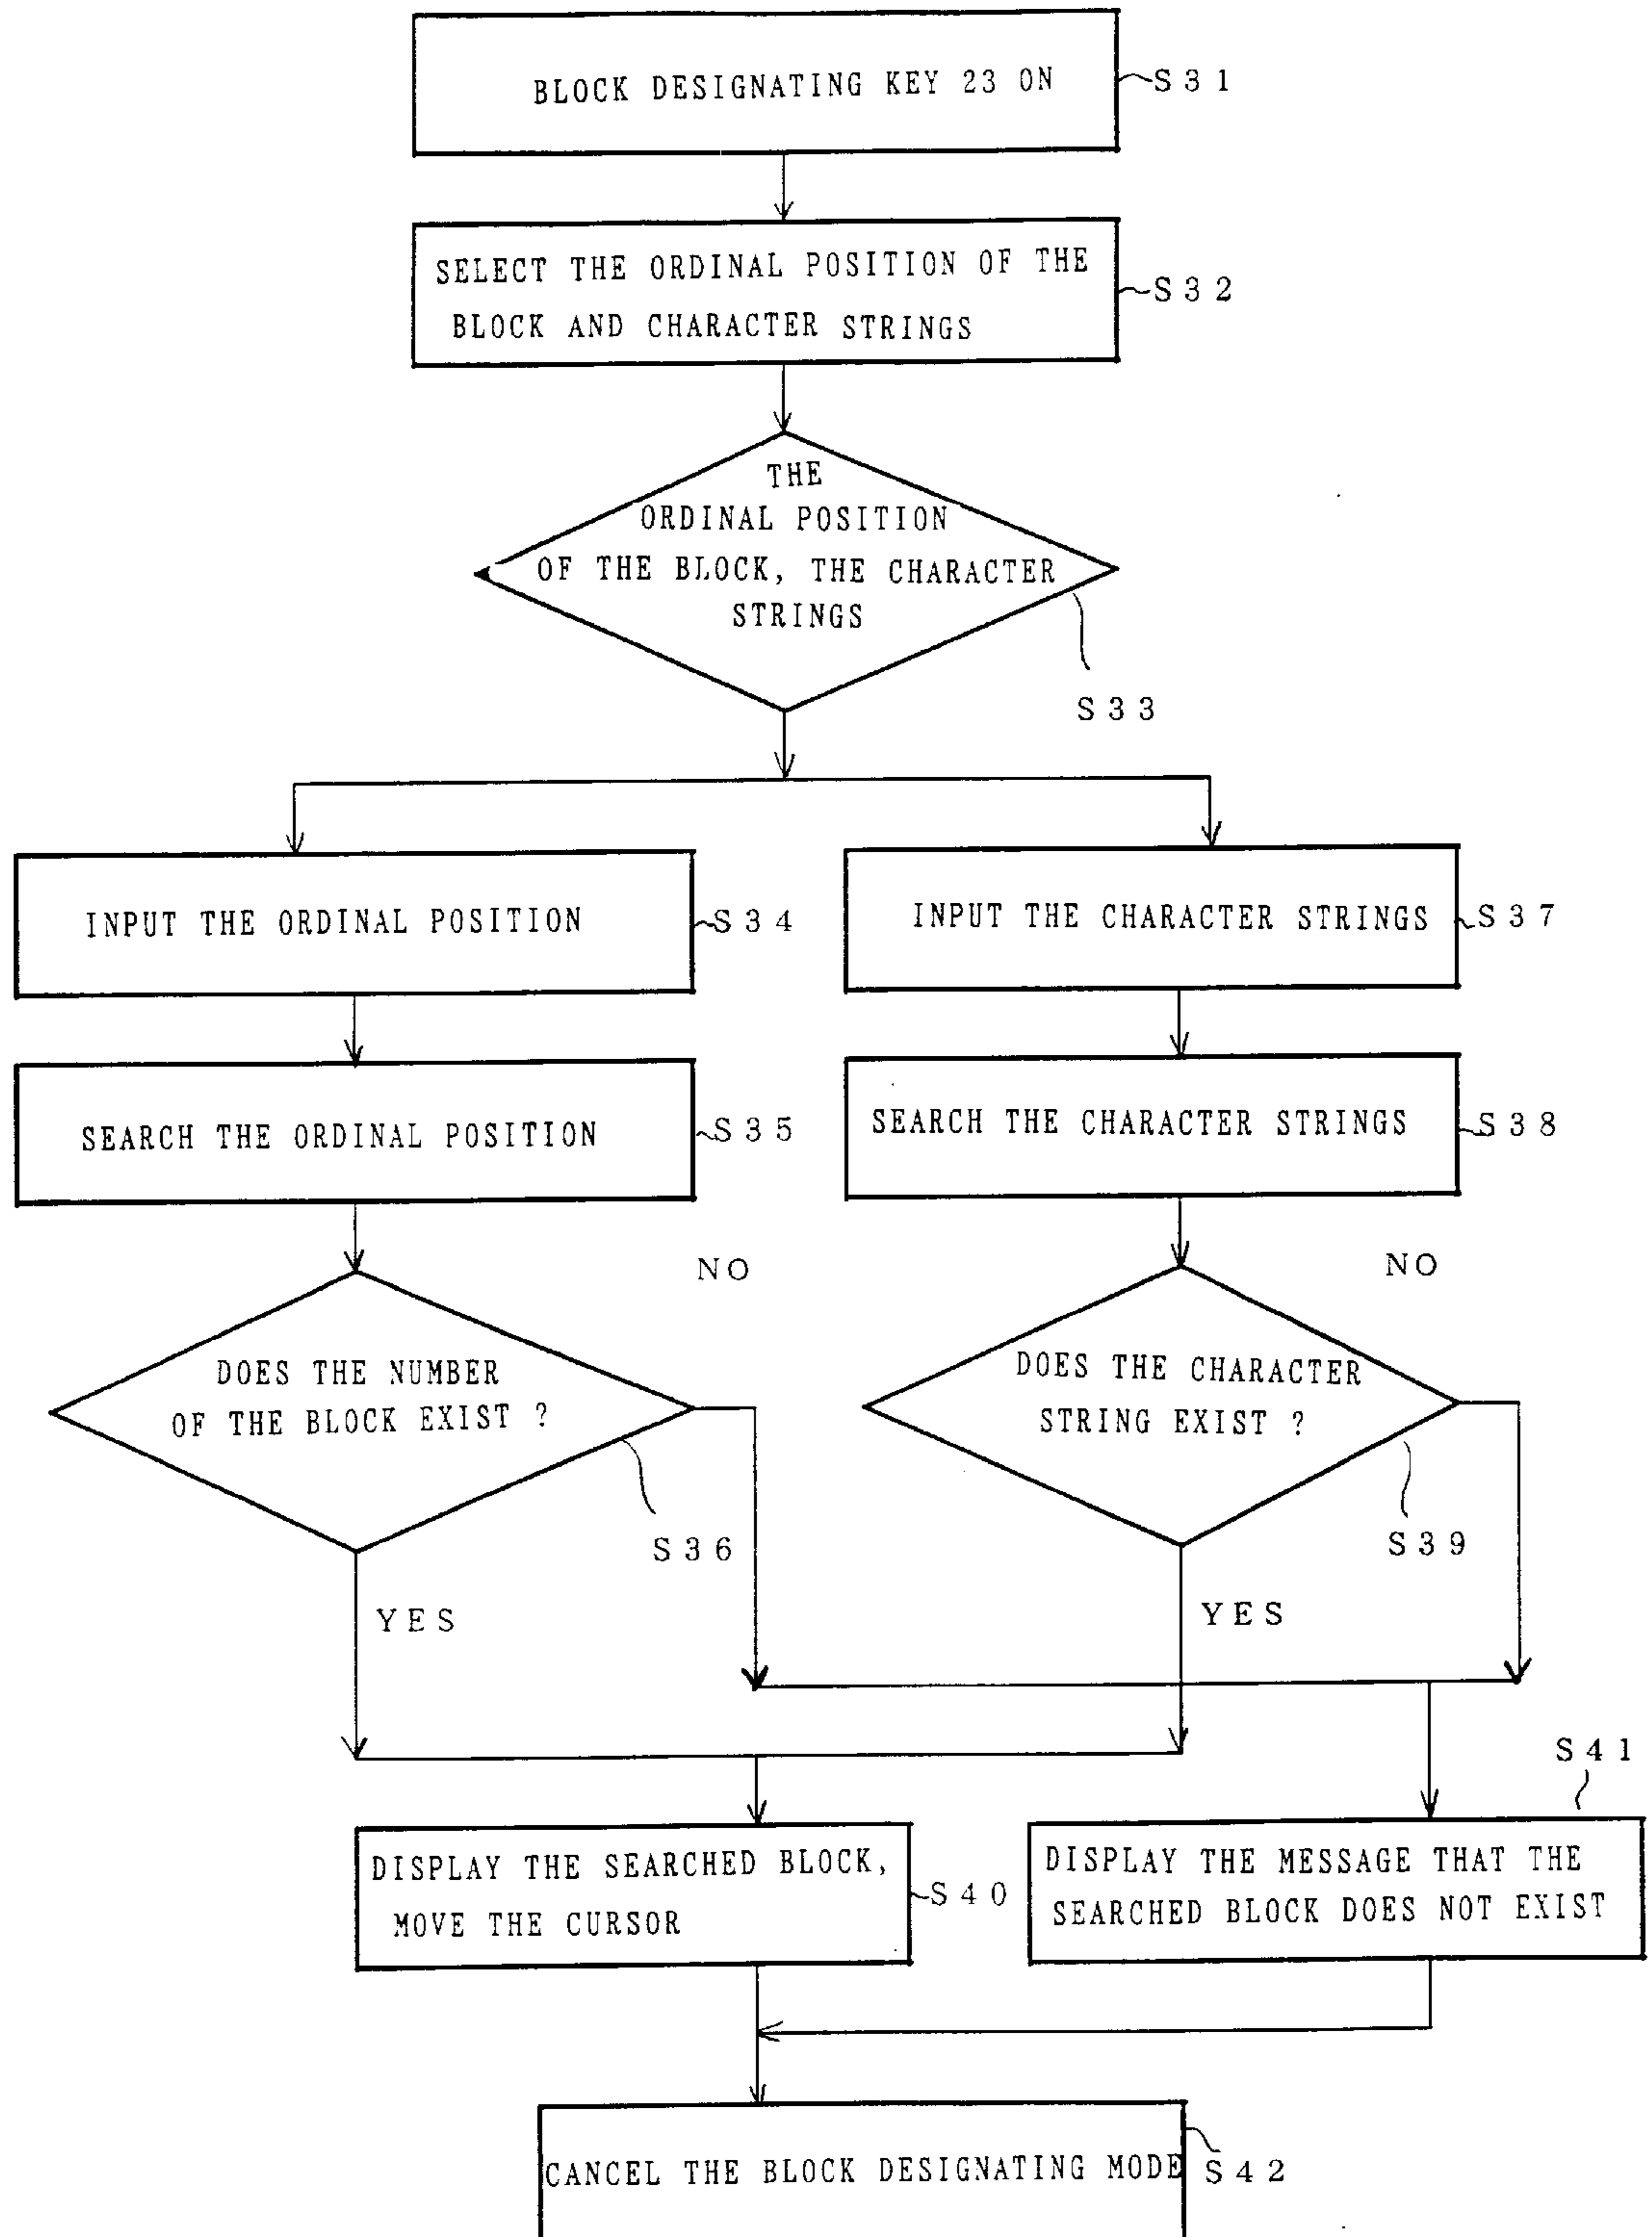 BLOCK DESIGNATING KEY 23 ON
S31
SELECT THE ORDINAL POSITION OF THE
BLOCK AND CHARACTER STRINGS
S32
THE
ORDINAL POSITION
OF THE BLOCK, THE CHARACTER
STRINGS
S33
INPUT THE ORDINAL POSITION
S34
INPUT THE CHARACTER STRINGS
S37
SEARCH THE ORDINAL POSITION
S35
SEARCH THE CHARACTER STRINGS
S38
NO
NO
DOES THE NUMBER
OF THE BLOCK EXIST ?
S36
DOES THE CHARACTER
STRING EXIST ?
S39
YES
YES
S41
DISPLAY THE SEARCHED BLOCK,
MOVE THE CURSOR
S40
DISPLAY THE MESSAGE THAT THE
SEARCHED BLOCK DOES NOT EXIST
CANCEL THE BLOCK DESIGNATING MODE
S42